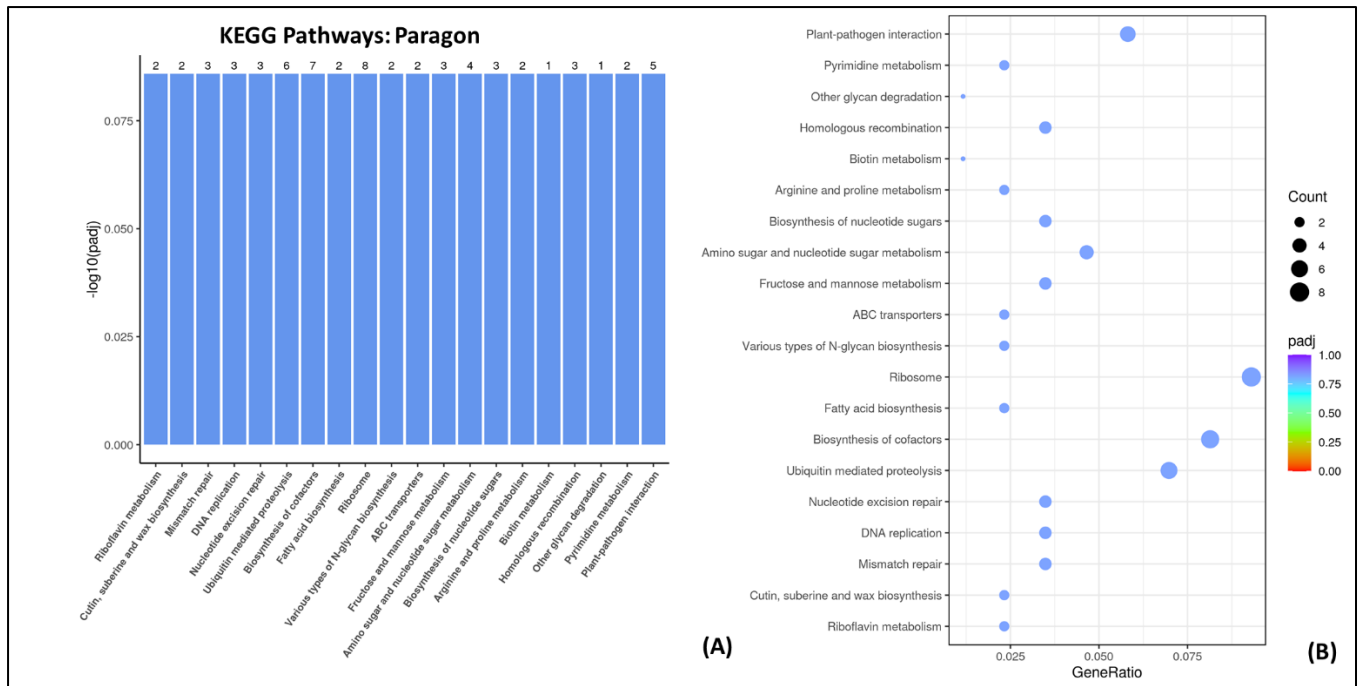 KEGG Pathways: Paragon
2 2 3 3 3 6 7 2 8 2 2 3 4 3 2 1 3 1 2 5
-log10(padj)
0.075
0.050
0.025
0.000
Riboflavin metabolism
Cutin, suberine and wax biosynthesis
Mismatch repair
DNA replication
Nucleotide excision repair
Ubiquitin mediated proteolysis
Biosynthesis of cofactors
Fatty acid biosynthesis
Ribosome
Various types of N-glycan biosynthesis
ABC transporters
Fructose and mannose metabolism
Amino sugar and nucleotide sugar metabolism
Biosynthesis of nucleotide sugars
Arginine and proline metabolism
Biotin metabolism
Homologous recombination
Other glycan degradation
Pyrimidine metabolism
Plant-pathogen interaction
(A)
Plant-pathogen interaction
Pyrimidine metabolism
Other glycan degradation
Homologous recombination
Biotin metabolism
Arginine and proline metabolism
Biosynthesis of nucleotide sugars
Amino sugar and nucleotide sugar metabolism
Fructose and mannose metabolism
ABC transporters
Various types of N-glycan biosynthesis
Ribosome
Fatty acid biosynthesis
Biosynthesis of cofactors
Ubiquitin mediated proteolysis
Nucleotide excision repair
DNA replication
Mismatch repair
Cutin, suberine and wax biosynthesis
Riboflavin metabolism
0.025 0.050 0.075
GeneRatio
Count
2
4
6
8
padj
1.00
0.75
0.50
0.25
0.00
(B)